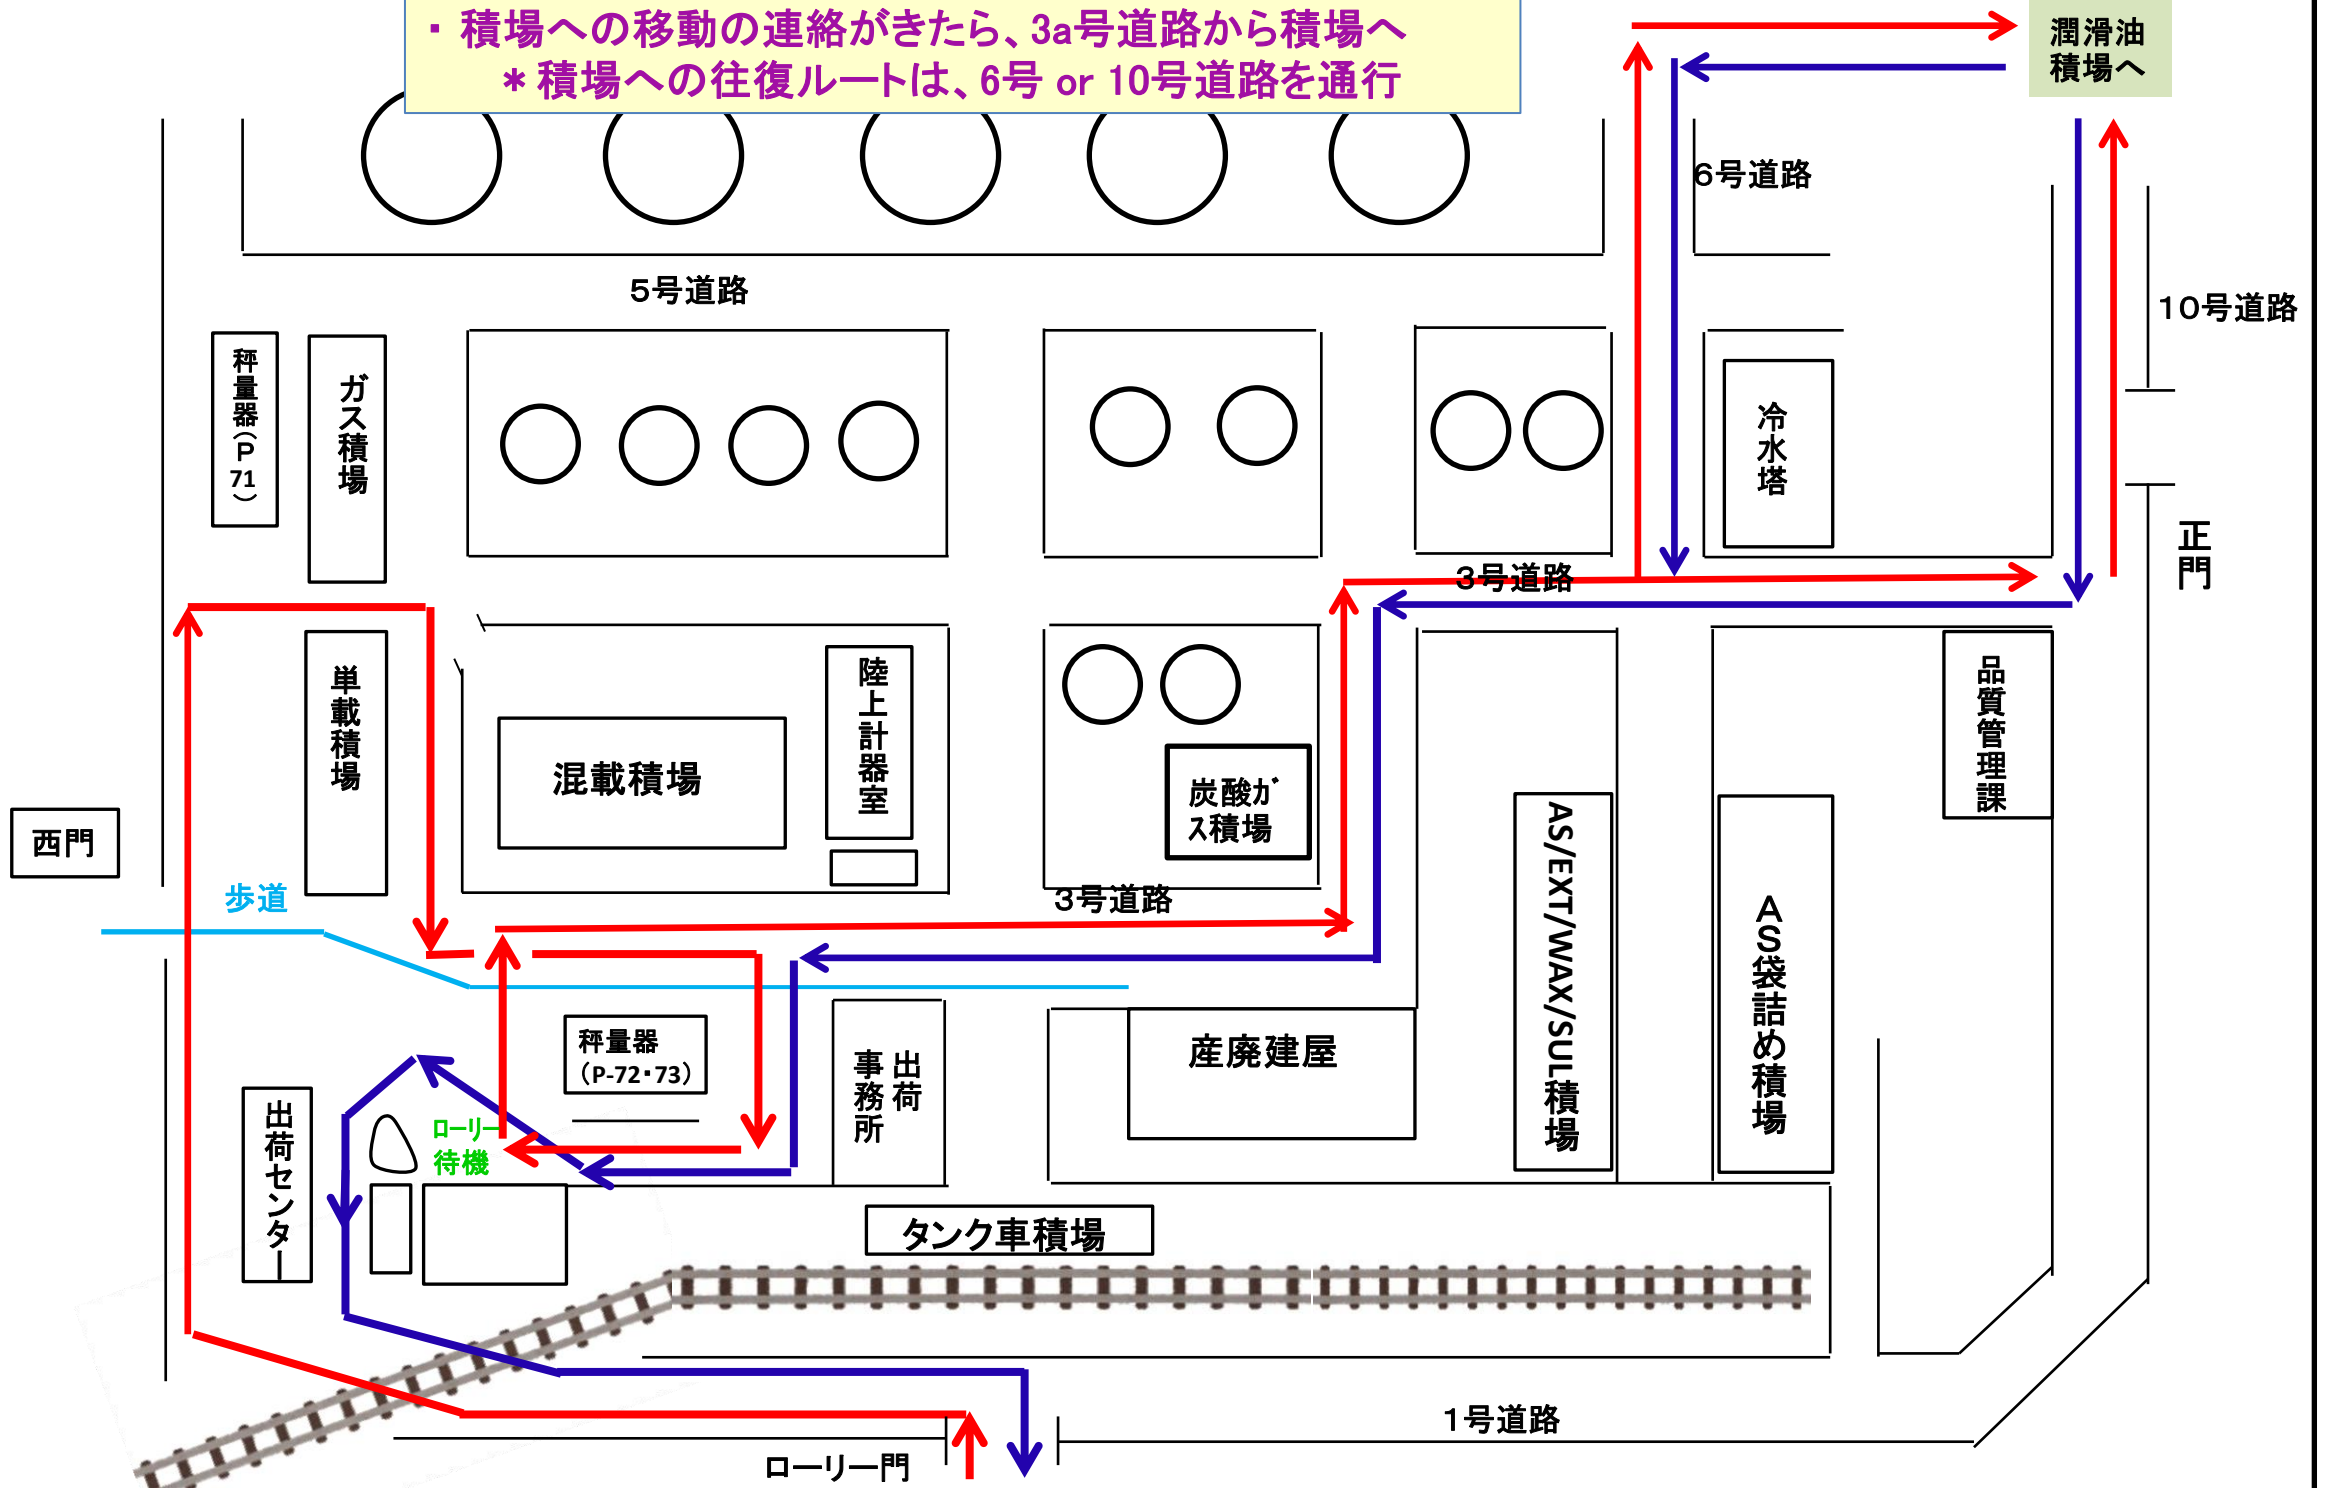 ▪ 積場への移動の連絡がきたら、3a号道路から積場へ
＊積場への往復ルートは、6号 or 10号道路を通行
潤滑油
積場へ
6号道路
5号道路
10号道路
秤量器(P71)
ガス積場
冷水塔
正門
3号道路
単載積場
混載積場
陸上計器室
炭酸ｶﾞ
ｽ積場
品質管理課
西門
歩道
3号道路
AS/EXT/WAX/SUL積場
AS袋詰め積場
秤量器
（P-72・73）
出荷
事務所
産廃建屋
出荷センター
ローリー
待機
タンク車積場
1号道路
ローリー門